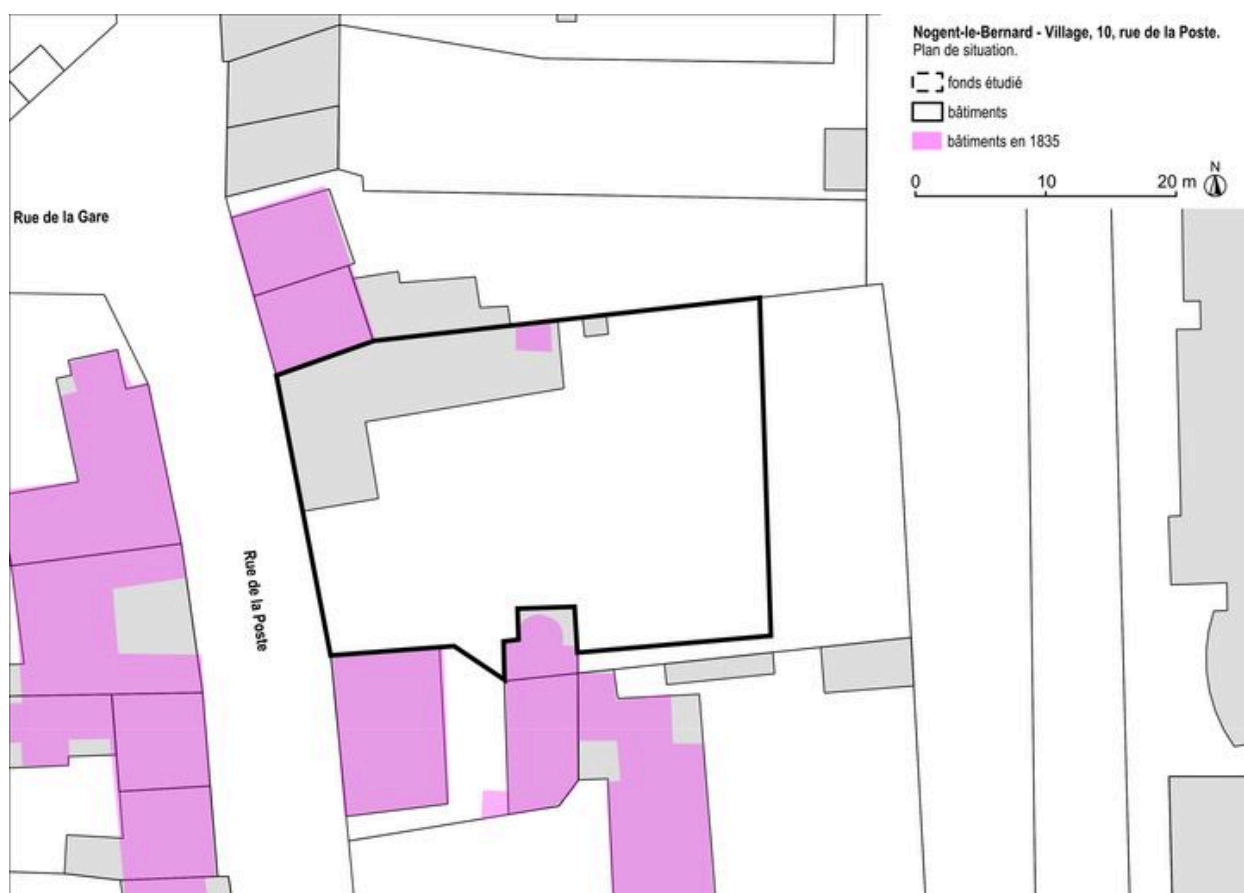 Nogent-le-Bernard - Village, 10, rue de la Poste.
Plan de situation.
fonds étudié
bâtiments
bâtiments en 1835
0 10 20 m N
Rue de la Gare
Rue de la Poste